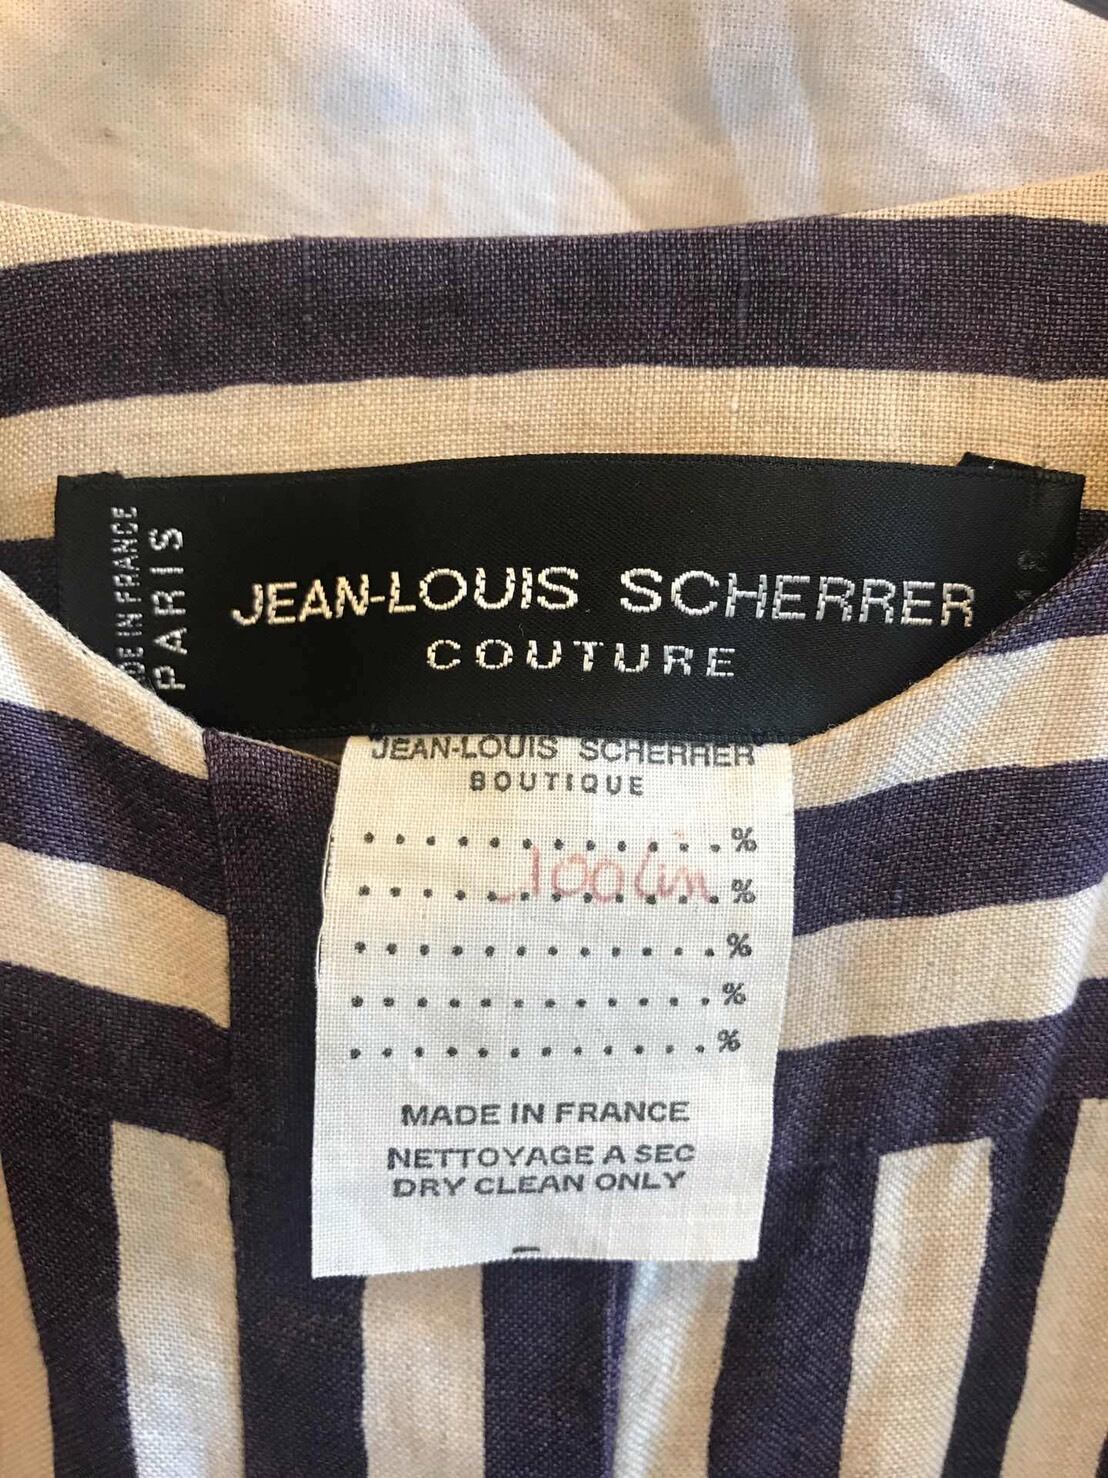 MADE IN FRANCE
PARIS
JEAN-LOUIS SCHERRER
COUTURE
JEAN-LOUIS SCHERRER
BOUTIQUE
.............%
100 lin %
.............%
.............%
.............%
MADE IN FRANCE
NETTOYAGE A SEC
DRY CLEAN ONLY